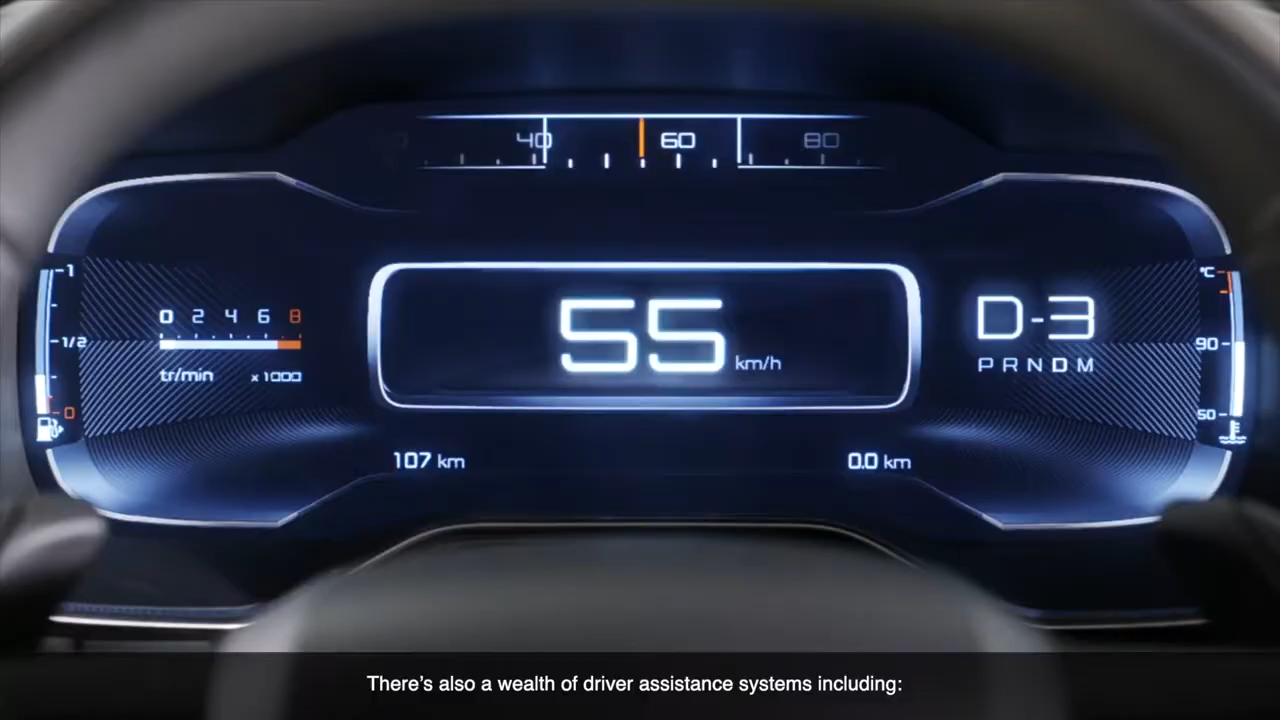 40 60 80
1
1/2
0
0 2 4 6 8
tr/min x 1000
55 km/h
D-3
PRNDM
°C
90
50
107 km
0.0 km
There's also a wealth of driver assistance systems including: